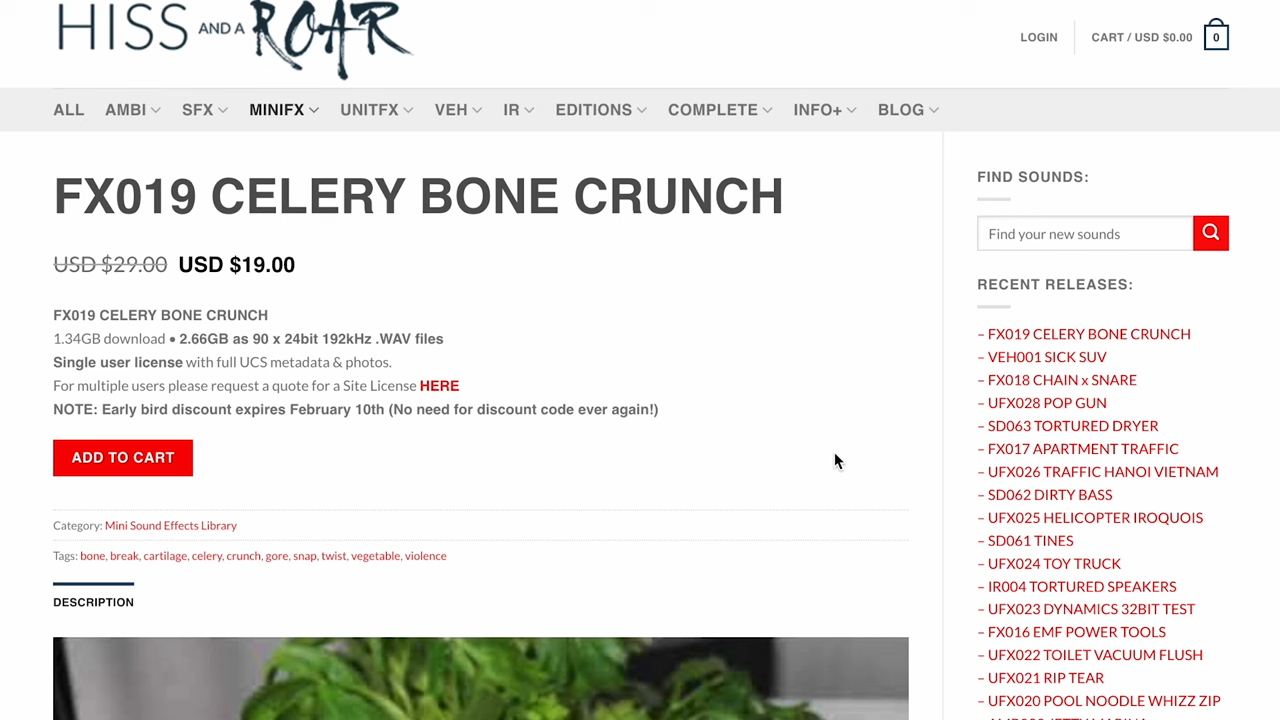 HISS AND A ROAR
LOGIN
CART / USD $0.00
0
ALL
AMBI
SFX
MINIFX
UNITFX
VEH
IR
EDITIONS
COMPLETE
INFO+
BLOG
FX019 CELERY BONE CRUNCH
USD $29.00 USD $19.00
FX019 CELERY BONE CRUNCH
1.34GB download • 2.66GB as 90 x 24bit 192kHz .WAV files
Single user license with full UCS metadata & photos.
For multiple users please request a quote for a Site License HERE
NOTE: Early bird discount expires February 10th (No need for discount code ever again!)
ADD TO CART
Category: Mini Sound Effects Library
Tags: bone, break, cartilage, celery, crunch, gore, snap, twist, vegetable, violence
DESCRIPTION
FIND SOUNDS:
Find your new sounds
RECENT RELEASES:
– FX019 CELERY BONE CRUNCH
– VEH001 SICK SUV
– FX018 CHAIN x SNARE
– UFX028 POP GUN
– SD063 TORTURED DRYER
– FX017 APARTMENT TRAFFIC
– UFX026 TRAFFIC HANOI VIETNAM
– SD062 DIRTY BASS
– UFX025 HELICOPTER IROQUOIS
– SD061 TINES
– UFX024 TOY TRUCK
– IR004 TORTURED SPEAKERS
– UFX023 DYNAMICS 32BIT TEST
– FX016 EMF POWER TOOLS
– UFX022 TOILET VACUUM FLUSH
– UFX021 RIP TEAR
– UFX020 POOL NOODLE WHIZZ ZIP